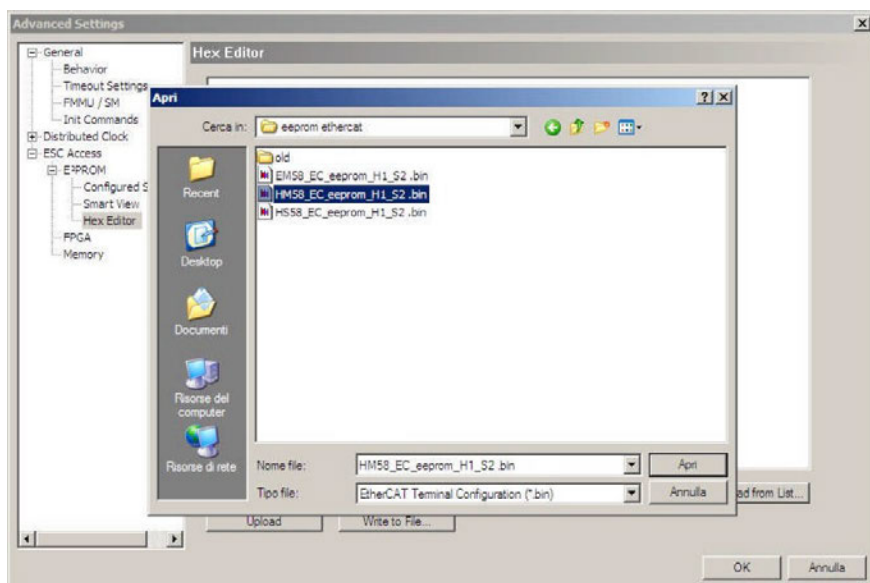 Advanced Settings
General
Behavior
Timeout Settings
FMMU / SM
Init Commands
Distributed Clock
ESC Access
E²PROM
Configured S
Smart View
Hex Editor
FPGA
Memory
Hex Editor
Apri
Cerca in:
eeprom ethercat
Recent
Desktop
Documenti
Risorse del
computer
Risorse di rete
old
EM58_EC_eeprom_H1_S2 .bin
HM58_EC_eeprom_H1_S2 .bin
HS58_EC_eeprom_H1_S2 .bin
Nome file:
HM58_EC_eeprom_H1_S2 .bin
Apri
Tipo file:
EtherCAT Terminal Configuration (*.bin)
Annulla
ad from List...
Upload
Write to File...
OK
Annulla